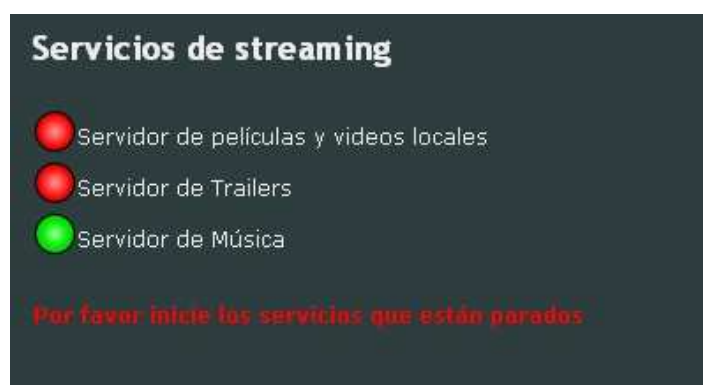 Servicios de streaming
Servidor de películas y videos locales
Servidor de Trailers
Servidor de Música
Por favor inicie los servicios que están parados